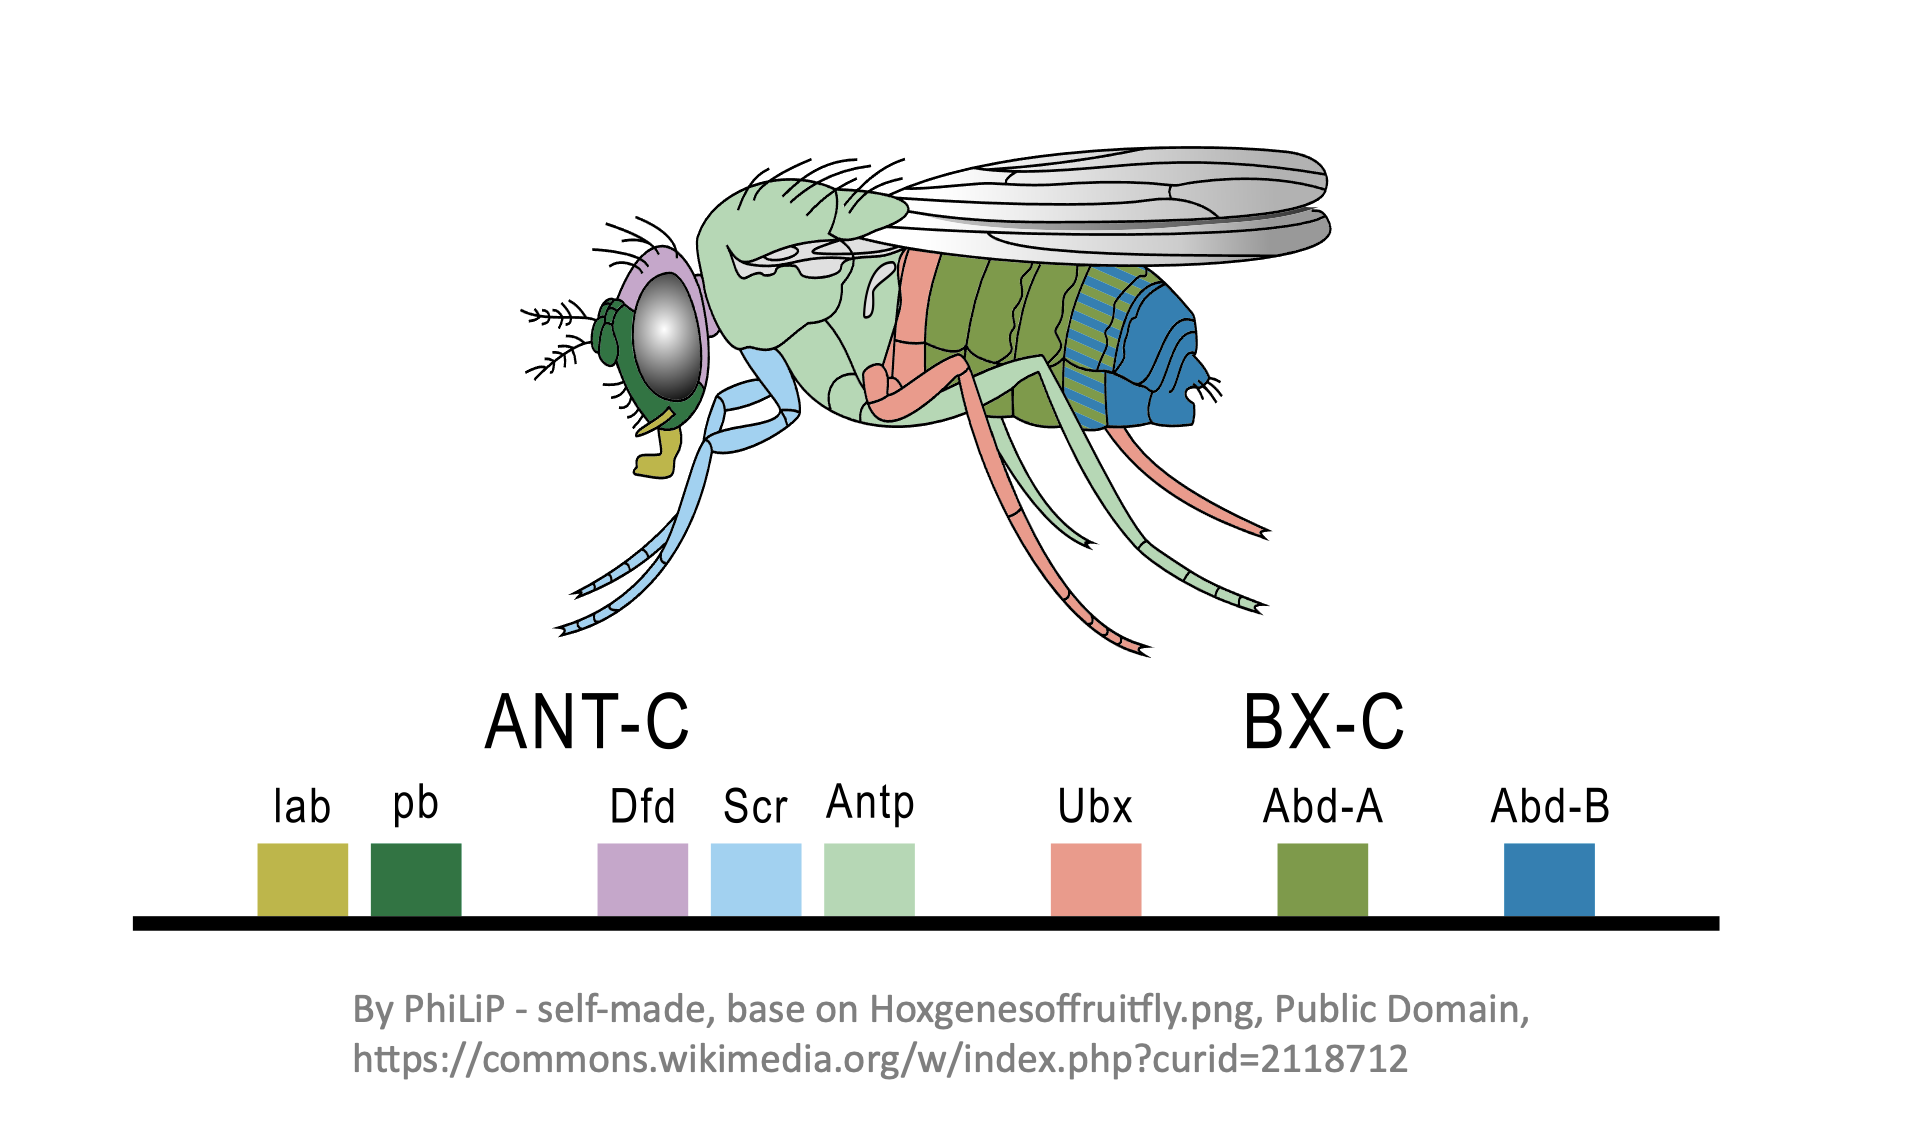 ANT-C BX-C
lab pb Dfd Scr Antp Ubx Abd-A Abd-B
By PhiLiP - self-made, base on Hoxgenesoffruitfly.png, Public Domain,
https://commons.wikimedia.org/w/index.php?curid=2118712